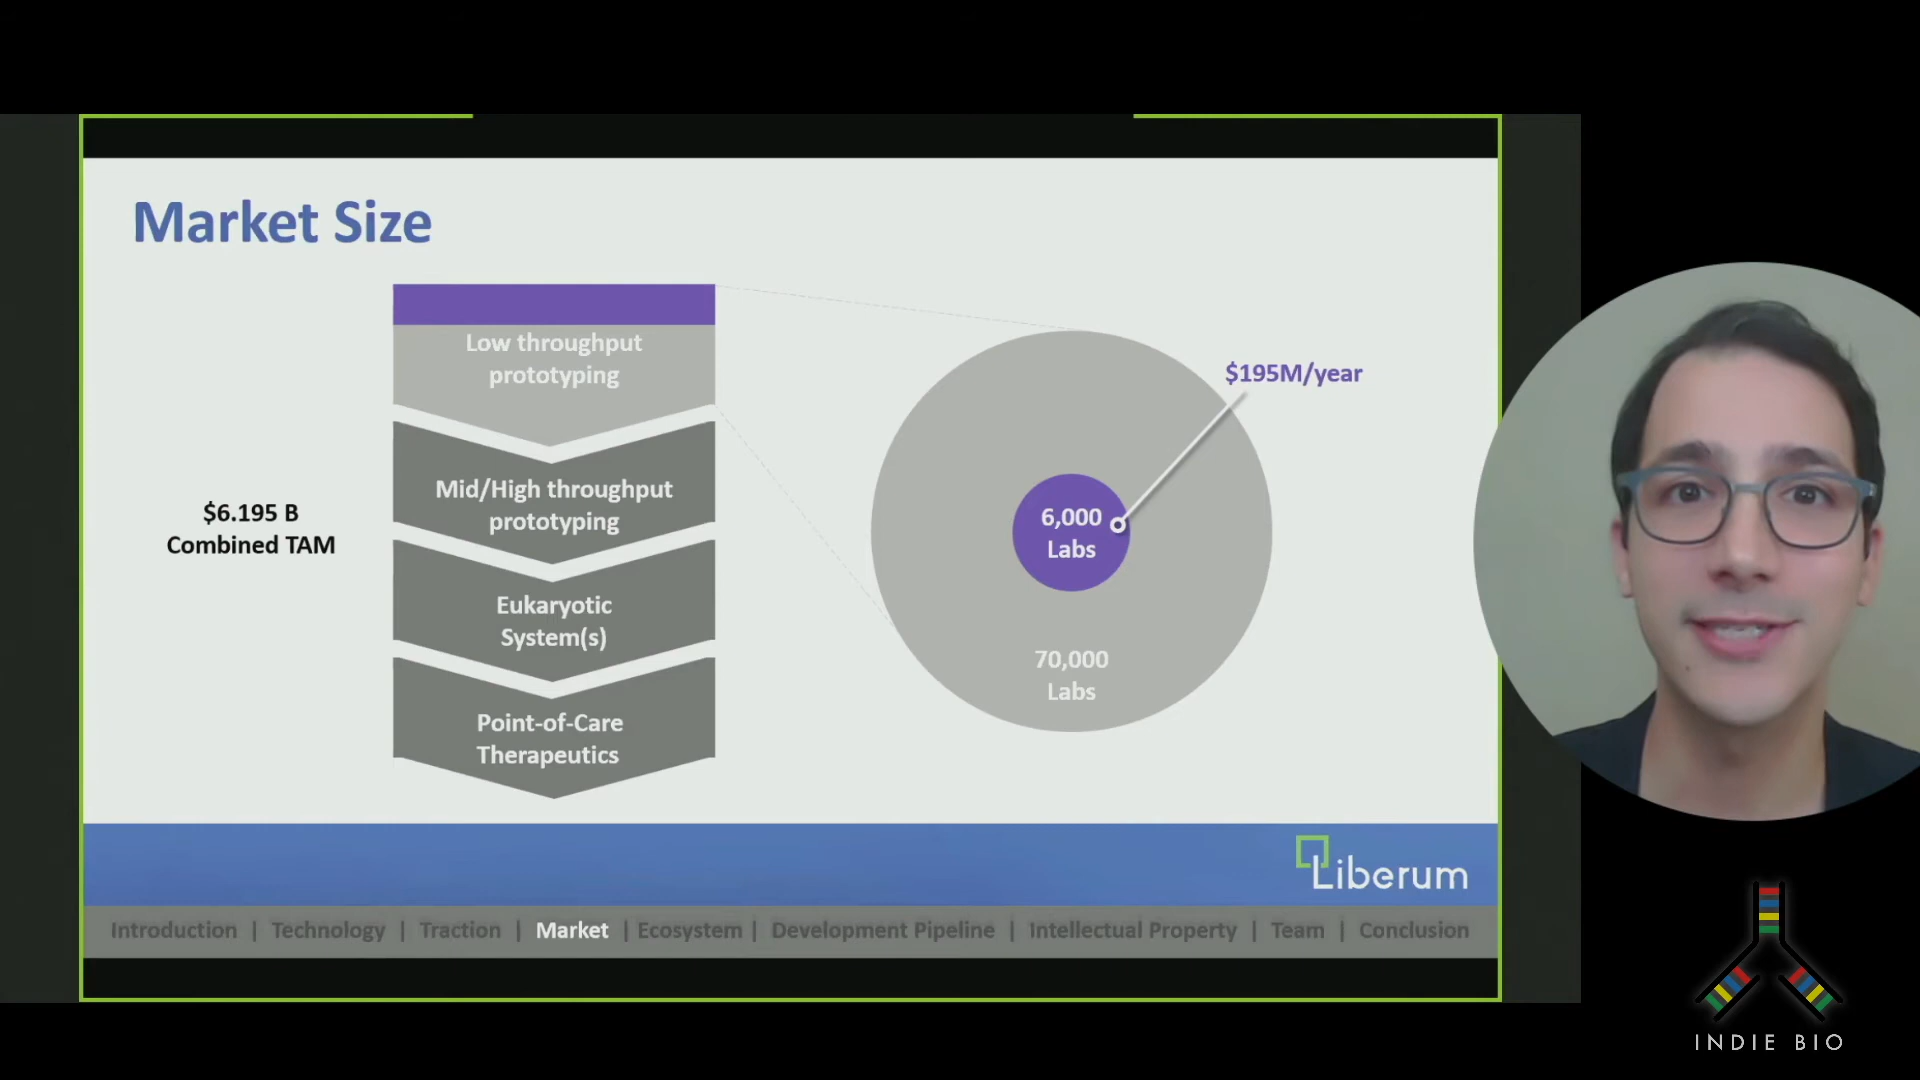 Market Size
$6.195 B
Combined TAM
Low throughput
prototyping
Mid/High throughput
prototyping
Eukaryotic
System(s)
Point-of-Care
Therapeutics
$195M/year
6,000
Labs
70,000
Labs
Liberum
Introduction | Technology | Traction | Market | Ecosystem | Development Pipeline | Intellectual Property | Team | Conclusion
INDIE BIO